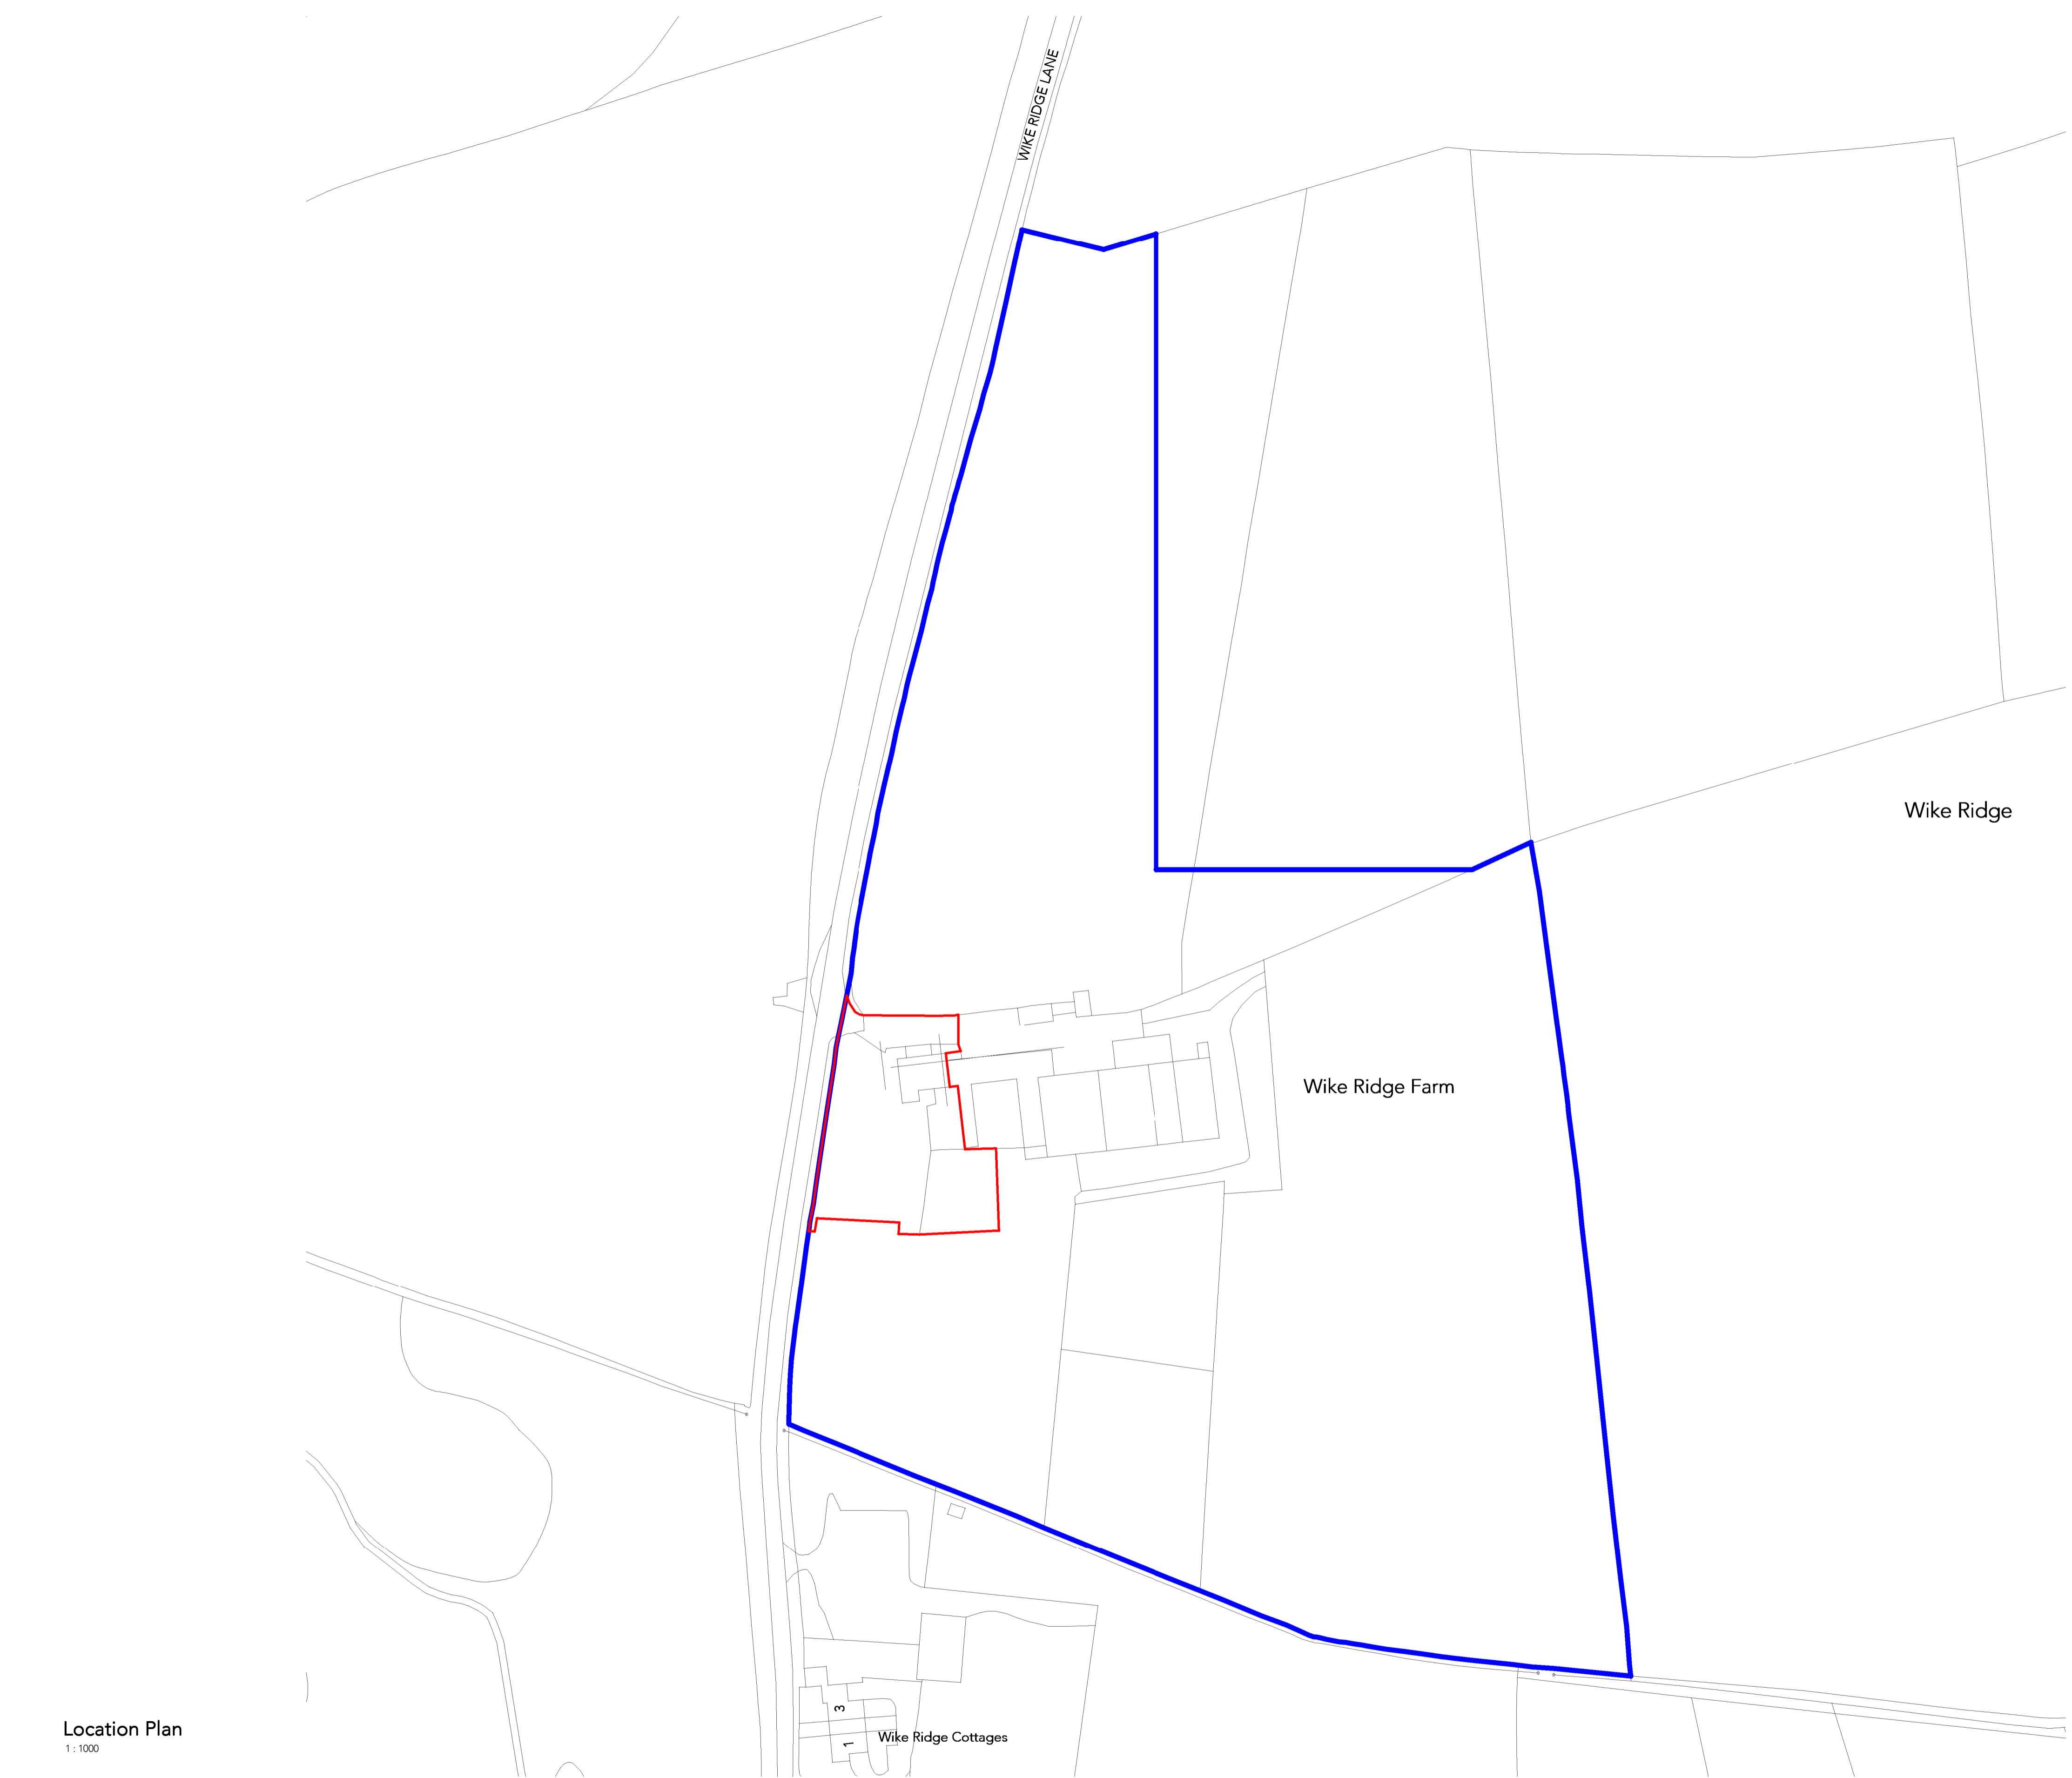 WIKE RIDGE LANE
Wike Ridge
Wike Ridge Farm
3
1
Wike Ridge Cottages
Location Plan
1 : 1000